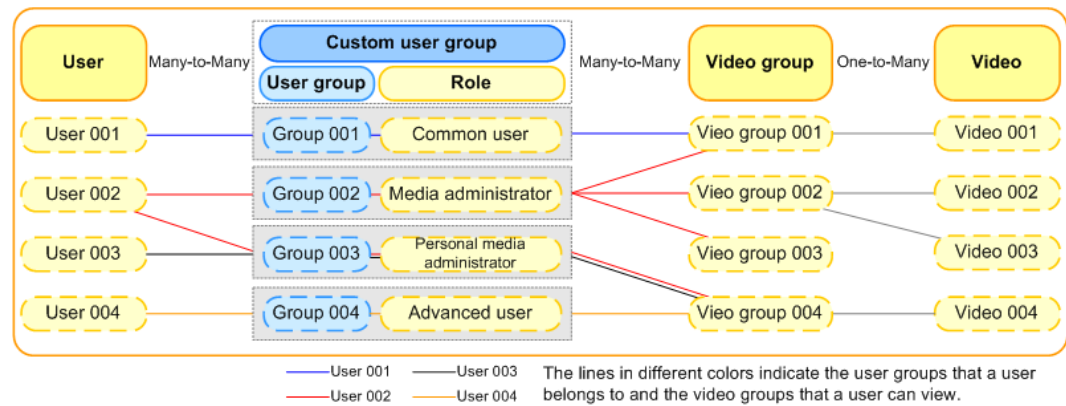 User
Many-to-Many
Custom user group
User group
Role
Many-to-Many
Video group
One-to-Many
Video
User 001
Group 001
Common user
Vieo group 001
Video 001
User 002
Group 002
Media administrator
Vieo group 002
Video 002
User 003
Group 003
Personal media
administrator
Vieo group 003
Video 003
User 004
Group 004
Advanced user
Vieo group 004
Video 004
User 001
User 003
User 002
User 004
The lines in different colors indicate the user groups that a user
belongs to and the video groups that a user can view.